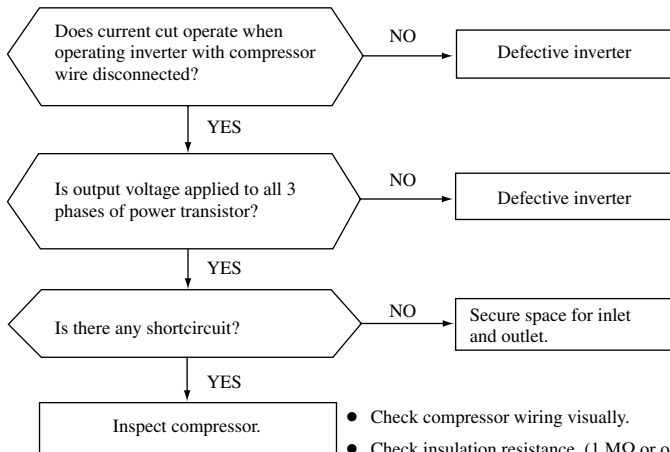 Does current cut operate when
operating inverter with compressor
wire disconnected?
NO
Defective inverter
YES
Is output voltage applied to all 3
phases of power transistor?
NO
Defective inverter
YES
Is there any shortcircuit?
NO
Secure space for inlet
and outlet.
YES
Inspect compressor.
● Check compressor wiring visually.
● Check insulation resistance. (1 MΩ or